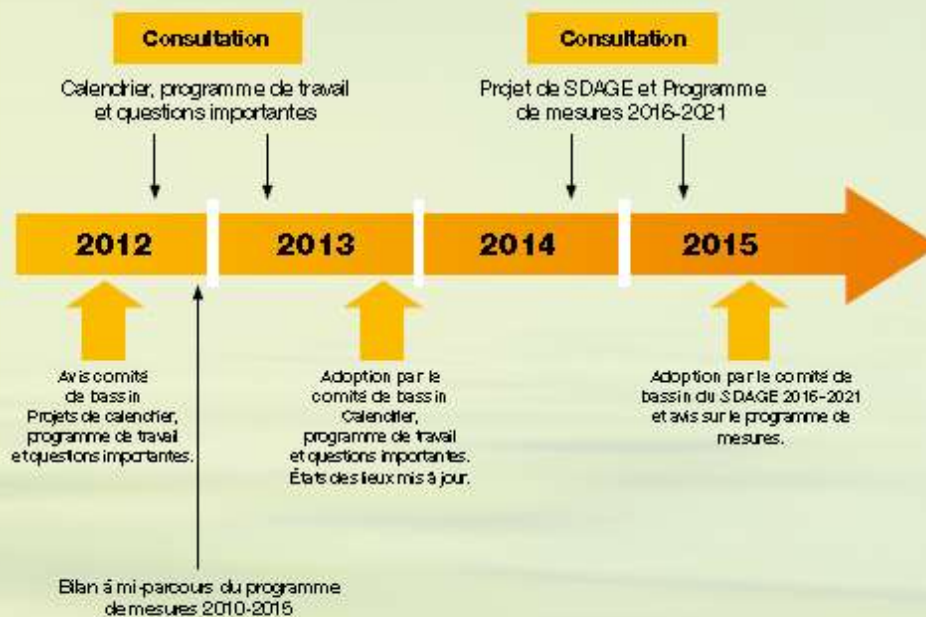 Consultation
Calendrier, programme de travail
et questions importantes
Consultation
Projet de SDAGE et Programme
de mesures 2016-2021
2012
2013
2014
2015
Avis comité
de bassin
Projets de calendrier,
programme de travail
et questions importantes.
Adoption par le
comité de bassin
Calendrier,
programme de travail
et questions importantes.
États des lieux mis à jour.
Adoption par le comité de
bassin du SDAGE 2016-2021
et avis sur le programme de
mesures.
Bilan à mi-parcours du programme
de mesures 2010-2015